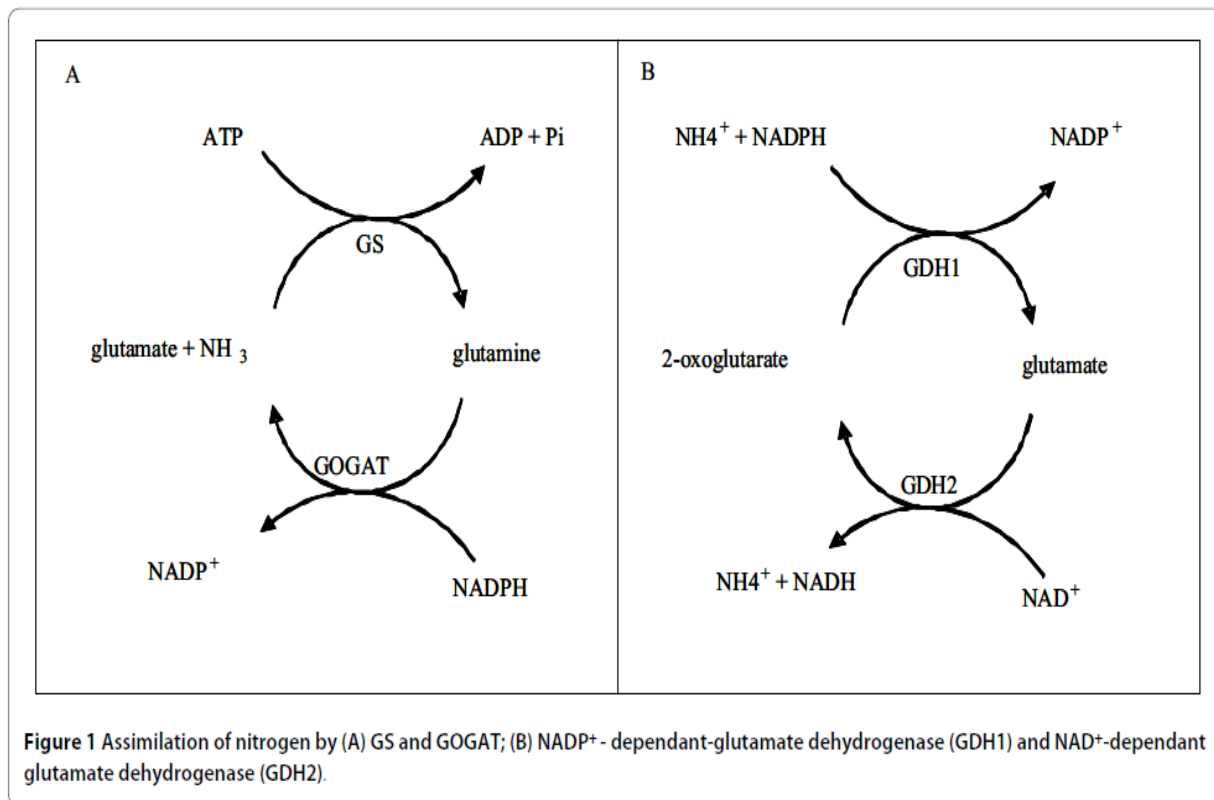 A
ATP
ADP + Pi
GS
glutamate + NH 3
glutamine
GOGAT
NADP+
NADPH
B
NH4+ + NADPH
NADP+
GDH1
2-oxoglutarate
glutamate
GDH2
NH4+ + NADH
NAD+
Figure 1 Assimilation of nitrogen by (A) GS and GOGAT; (B) NADP+ - dependant-glutamate dehydrogenase (GDH1) and NAD+-dependant
glutamate dehydrogenase (GDH2).